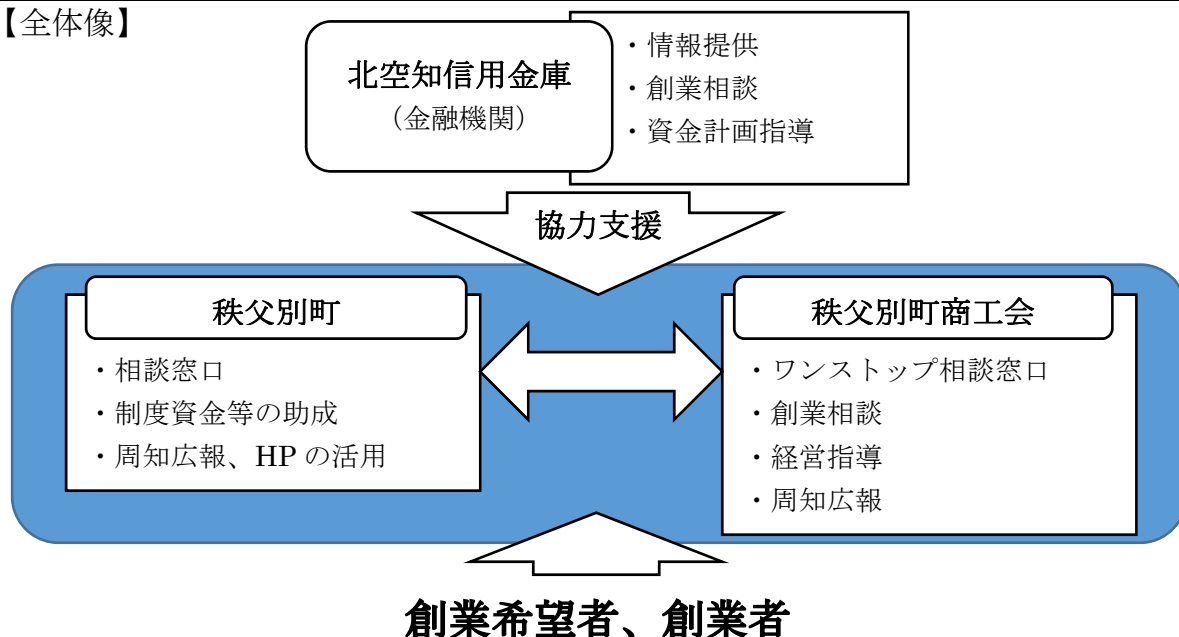 【全体像】
北空知信用金庫
（金融機関）
・情報提供
・創業相談
・資金計画指導
協力支援
秩父別町
・相談窓口
・制度資金等の助成
・周知広報、HP の活用
秩父別町商工会
・ワンストップ相談窓口
・創業相談
・経営指導
・周知広報
創業希望者、創業者